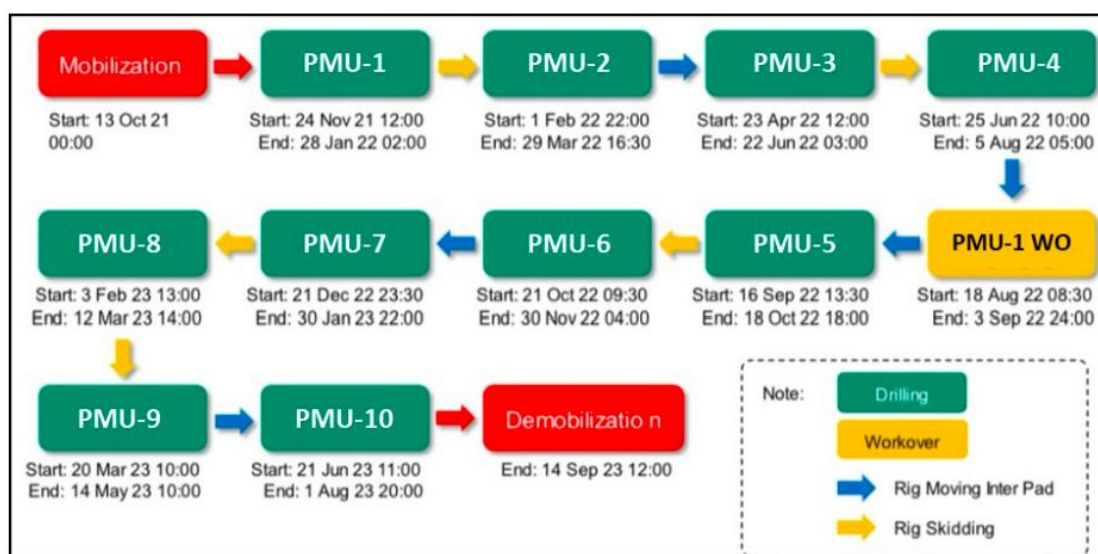 Mobilization
Start: 13 Oct 21
00:00
PMU-1
Start: 24 Nov 21 12:00
End: 28 Jan 22 02:00
PMU-2
Start: 1 Feb 22 22:00
End: 29 Mar 22 16:30
PMU-3
Start: 23 Apr 22 12:00
End: 22 Jun 22 03:00
PMU-4
Start: 25 Jun 22 10:00
End: 5 Aug 22 05:00
PMU-8
Start: 3 Feb 23 13:00
End: 12 Mar 23 14:00
PMU-7
Start: 21 Dec 22 23:30
End: 30 Jan 23 22:00
PMU-6
Start: 21 Oct 22 09:30
End: 30 Nov 22 04:00
PMU-5
Start: 16 Sep 22 13:30
End: 18 Oct 22 18:00
PMU-1 WO
Start: 18 Aug 22 08:30
End: 3 Sep 22 24:00
PMU-9
Start: 20 Mar 23 10:00
End: 14 May 23 10:00
PMU-10
Start: 21 Jun 23 11:00
End: 1 Aug 23 20:00
Demobilizatio n
End: 14 Sep 23 12:00
Note:
Drilling
Workover
Rig Moving Inter Pad
Rig Skidding